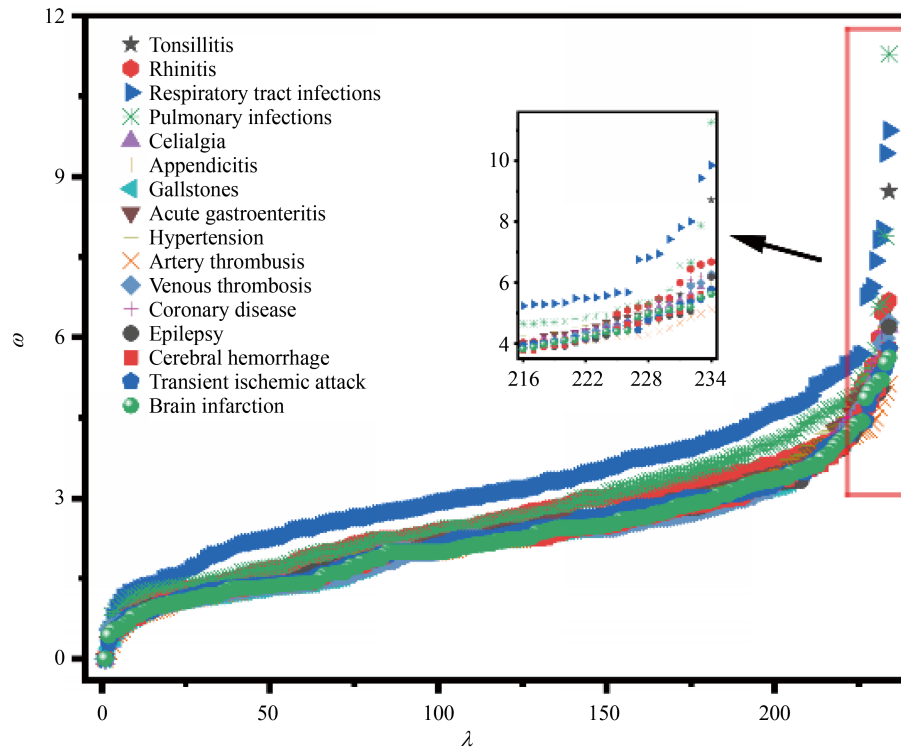 12
9
6
3
0
ω
Tonsillitis
Rhinitis
Respiratory tract infections
Pulmonary infections
Celialgia
Appendicitis
Gallstones
Acute gastroenteritis
Hypertension
Artery thrombusis
Venous thrombosis
Coronary disease
Epilepsy
Cerebral hemorrhage
Transient ischemic attack
Brain infarction
10
8
6
4
216 222 228 234
0 50 100 150 200
λ